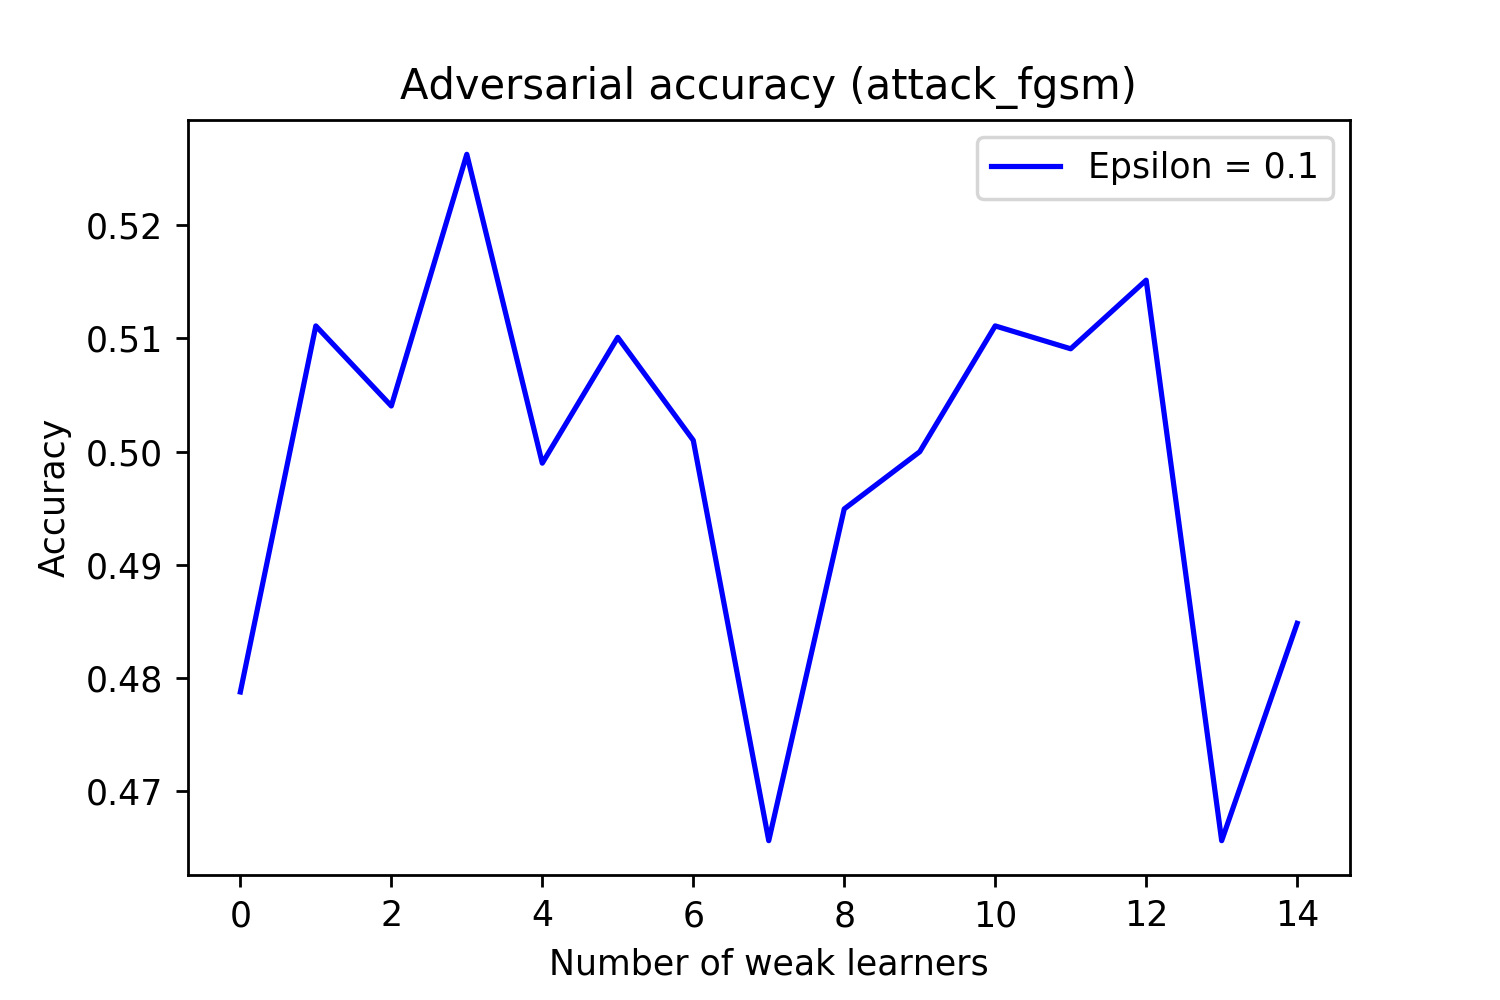 Adversarial accuracy (attack_fgsm)
Epsilon = 0.1
0.52
0.51
0.50
0.49
0.48
0.47
Accuracy
0 2 4 6 8 10 12 14
Number of weak learners